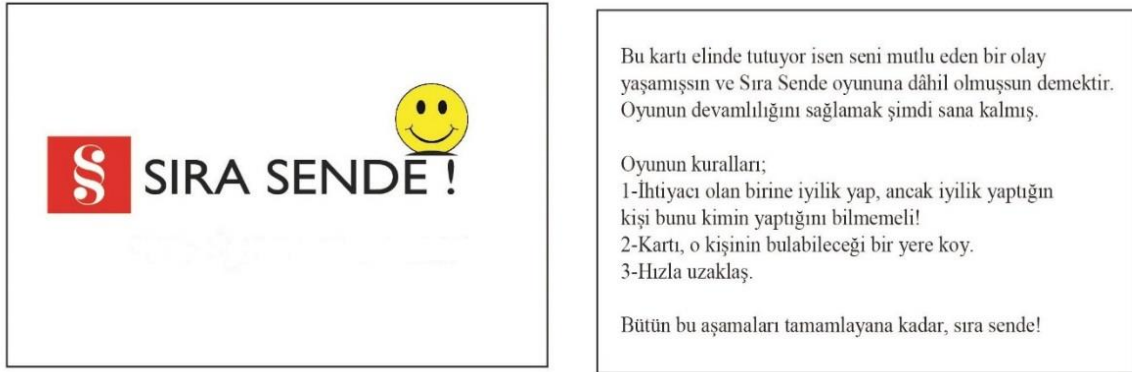 § SIRA SENDE !
Bu kartı elinde tutuyor isen seni mutlu eden bir olay
yaşamışsın ve Sıra Sende oyununa dâhil olmuşsun demektir.
Oyunun devamlılığını sağlamak şimdi sana kalmış.
Oyunun kuralları;
1-İhtiyacı olan birine iyilik yap, ancak iyilik yaptığın
kişi bunu kimin yaptığını bilmemeli!
2-Kartı, o kişinin bulabileceği bir yere koy.
3-Hızla uzaklaş.
Bütün bu aşamaları tamamlayana kadar, sıra sende!